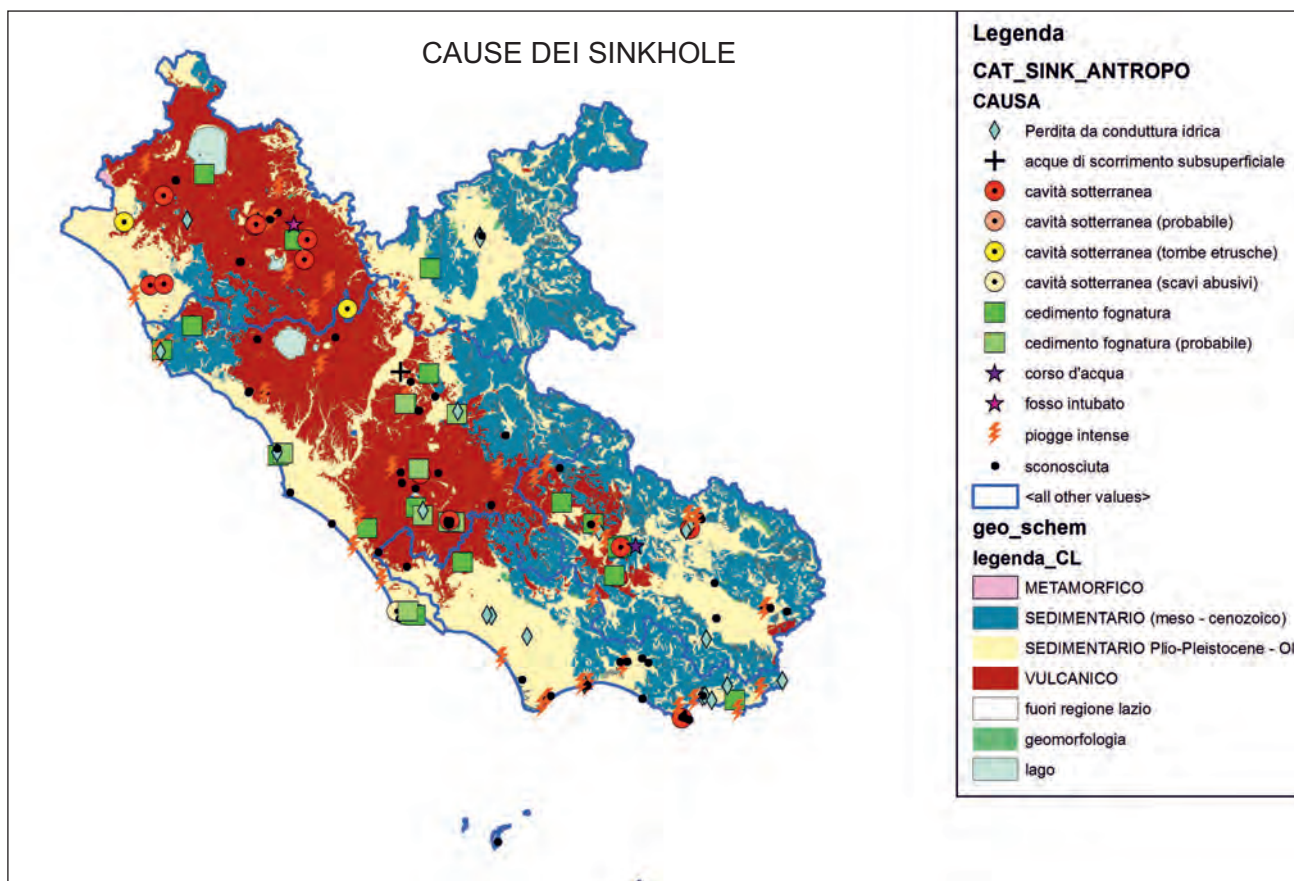 CAUSE DEI SINKHOLE
Legenda
CAT_SINK_ANTROPO
CAUSA
Perdita da conduttura idrica
acque di scorrimento subsuperficiale
cavità sotterranea
cavità sotterranea (probabile)
cavità sotterranea (tombe etrusche)
cavità sotterranea (scavi abusivi)
cedimento fognatura
cedimento fognatura (probabile)
corso d'acqua
fosso intubato
piogge intense
sconosciuta
<all other values>
geo_schem
legenda_CL
METAMORFICO
SEDIMENTARIO (meso - cenozoico)
SEDIMENTARIO Plio-Pleistocene -
VULCANICO
fuori regione lazio
geomorfologia
lago